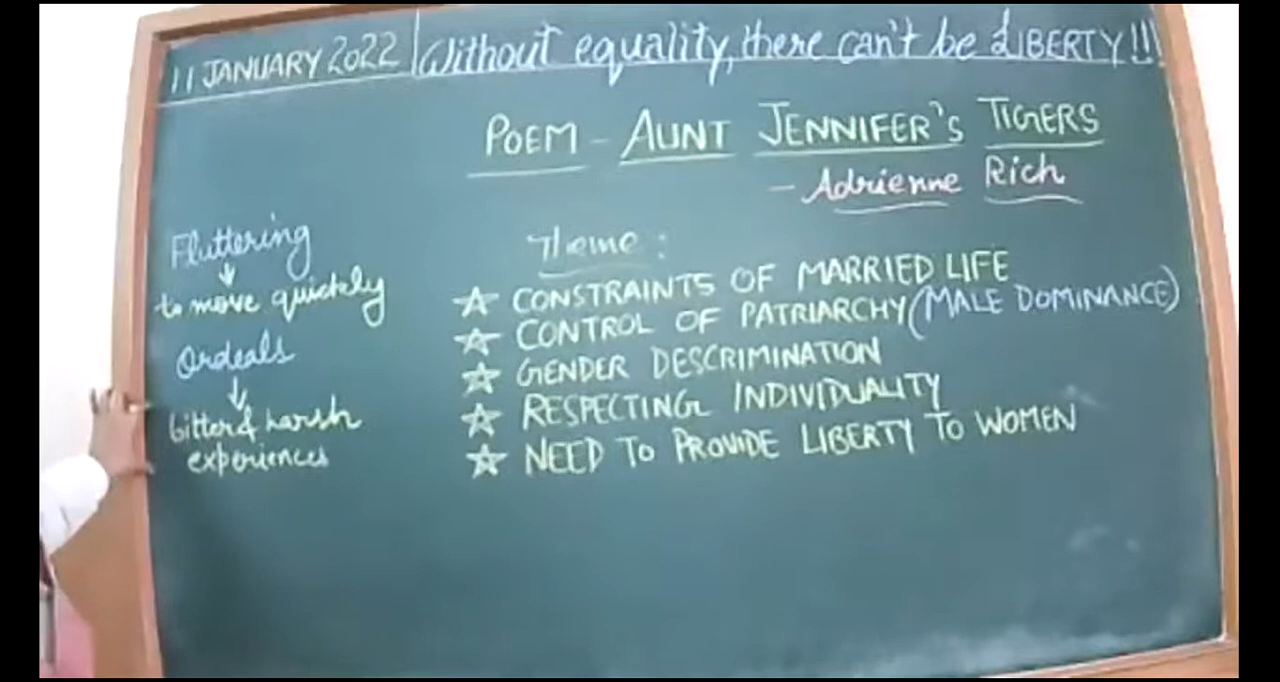 11 JANUARY 2022 | Without equality, there can't be LIBERTY!!
POEM - AUNT JENNIFER'S TIGERS
- Adrienne Rich
Fluttering
↓
to move quickly
Ordeals
↓
bitter & harsh
experiences
Theme:
☆ CONSTRAINTS OF MARRIED LIFE
☆ CONTROL OF PATRIARCHY (MALE DOMINANCE)
☆ GENDER DESCRIMINATION
☆ RESPECTING INDIVIDUALITY
☆ NEED TO PROVIDE LIBERTY TO WOMEN